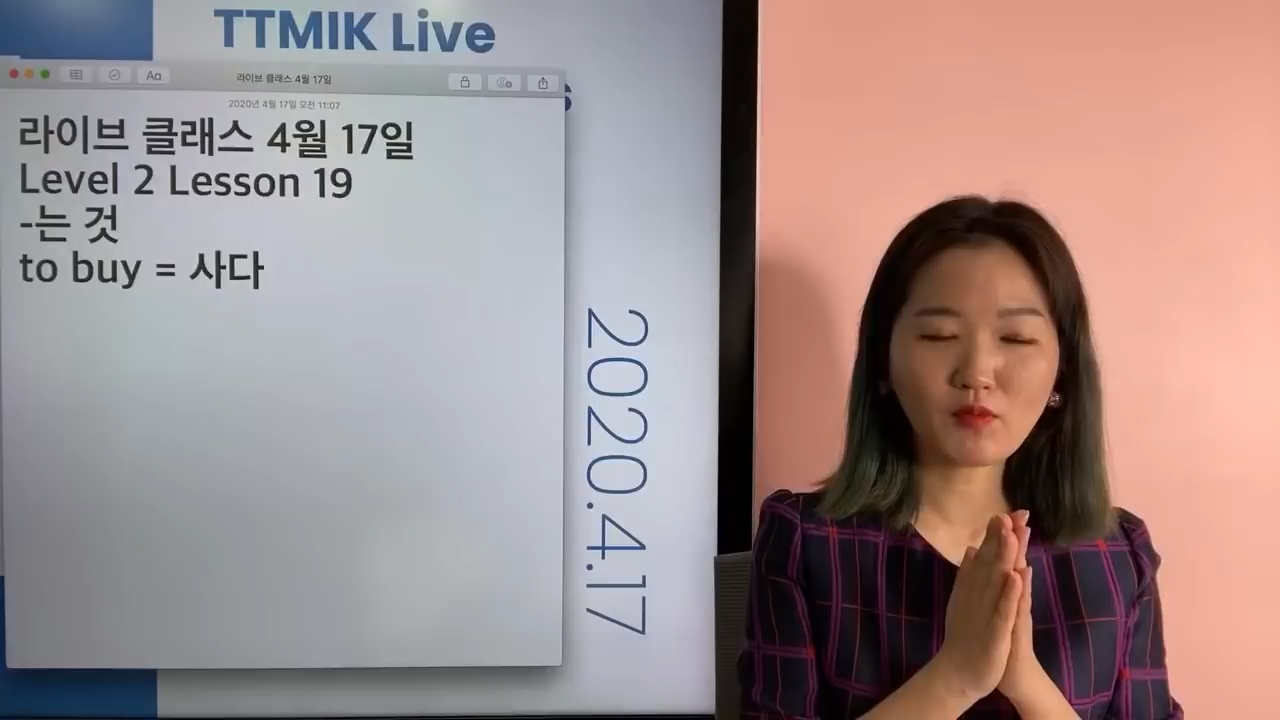 TTMIK Live
Aa
라이브 클래스 4월 17일
2020년 4월 17일 오전 11:07
라이브 클래스 4월 17일
Level 2 Lesson 19
-는 것
to buy = 사다
2020.4.17